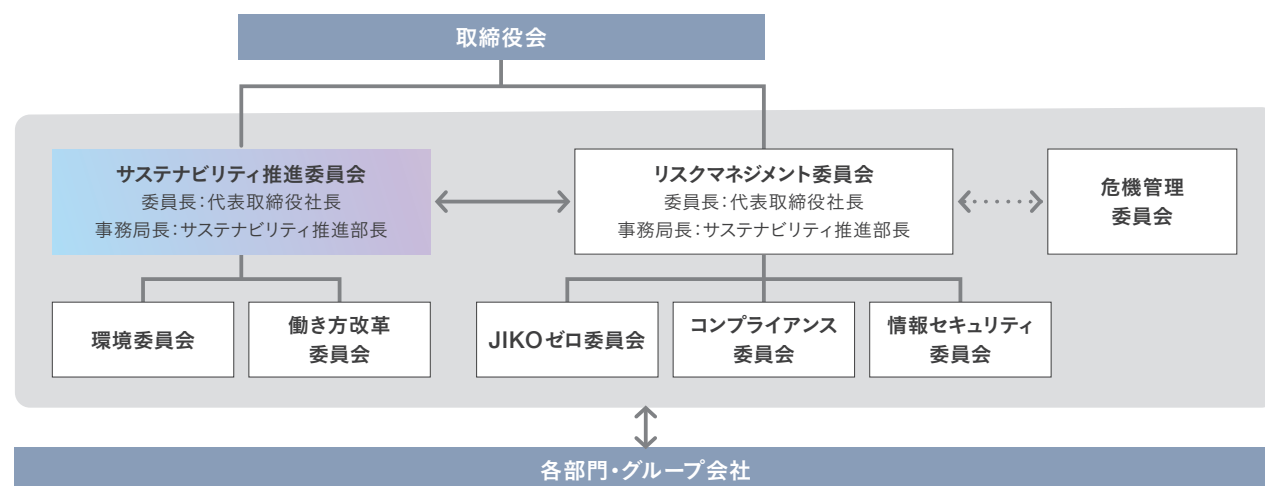 取締役会
サステナビリティ推進委員会
委員長:代表取締役社長
事務局長:サステナビリティ推進部長
リスクマネジメント委員会
委員長:代表取締役社長
事務局長:サステナビリティ推進部長
危機管理
委員会
環境委員会
働き方改革
委員会
JIKOゼロ委員会
コンプライアンス
委員会
情報セキュリティ
委員会
各部門・グループ会社